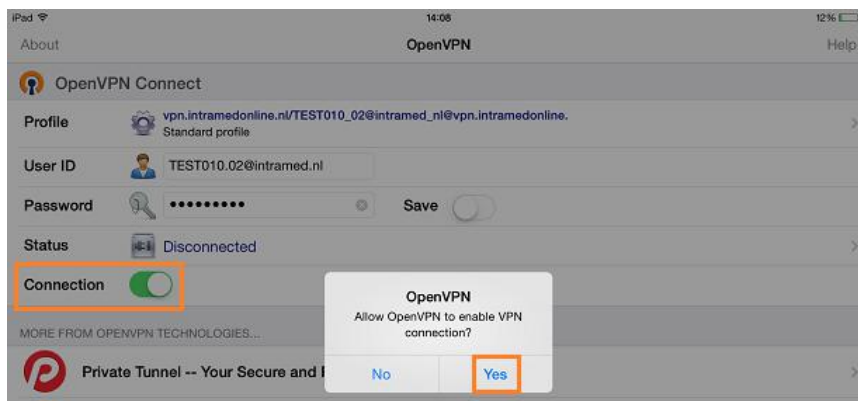 iPad 14:08 12%
About OpenVPN Help
OpenVPN Connect
Profile vpn.intramedonline.nl/TEST010_02@intramed_nl@vpn.intramedonline.
Standard profile
User ID TEST010.02@intramed.nl
Password ••••••••• Save
Status Disconnected
Connection
OpenVPN
Allow OpenVPN to enable VPN
connection?
No Yes
MORE FROM OPENVPN TECHNOLOGIES...
Private Tunnel -- Your Secure and